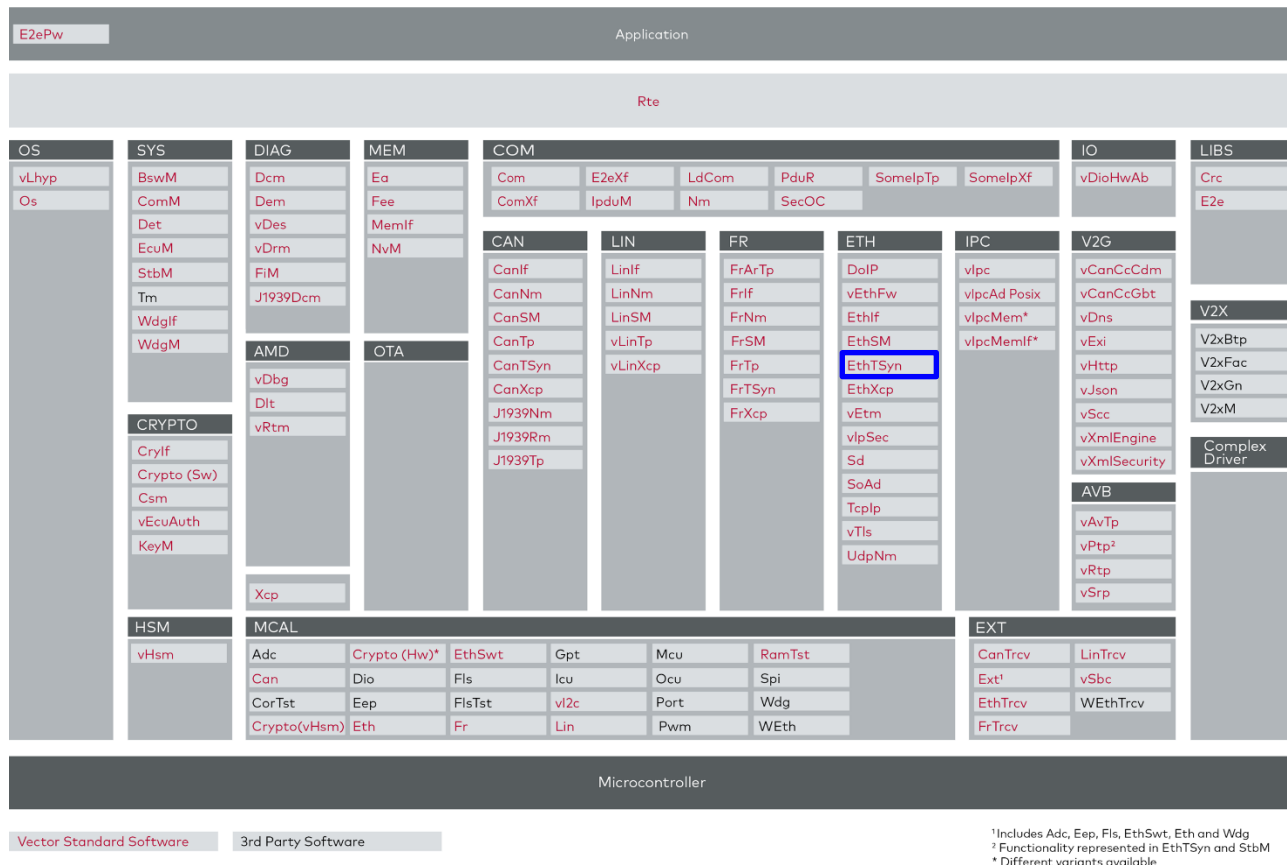 E2ePw
Application
Rte
OS
vLhyp
Os
SYS
BswM
ComM
Det
EcuM
StbM
Tm
WdgIf
WdgM
CRYPTO
CryIf
Crypto (Sw)
Csm
vEcuAuth
KeyM
HSM
vHsm
DIAG
Dcm
Dem
vDes
vDrm
FiM
J1939Dcm
AMD
vDbg
Dlt
vRtm
Xcp
MEM
Ea
Fee
MemIf
NvM
OTA
COM
Com E2eXf LdCom PduR SomeIpTp SomeIpXf
ComXf IpduM Nm SecOC
CAN
CanIf
CanNm
CanSM
CanTp
CanTSyn
CanXcp
J1939Nm
J1939Rm
J1939Tp
LIN
LinIf
LinNm
LinSM
vLinTp
vLinXcp
FR
FrArTp
FrIf
FrNm
FrSM
FrTp
FrTSyn
FrXcp
ETH
DoIP
vEthFw
EthIf
EthSM
EthTSyn
EthXcp
vEtm
vIpSec
Sd
SoAd
TcpIp
vTls
UdpNm
IPC
vIpc
vIpcAd Posix
vIpcMem*
vIpcMemIf*
IO
vDioHwAb
V2G
vCanCcCdm
vCanCcGbt
vDns
vExi
vHttp
vJson
vScc
vXmlEngine
vXmlSecurity
AVB
vAvTp
vPtp²
vRtp
vSrp
LIBS
Crc
E2e
V2X
V2xBtp
V2xFac
V2xGn
V2xM
Complex
Driver
MCAL
Adc Crypto (Hw)* EthSwt Gpt Mcu RamTst
Can Dio Fls Icu Ocu Spi
CorTst Eep FlsTst vI2c Port Wdg
Crypto(vHsm) Eth Fr Lin Pwm WEth
EXT
CanTrcv LinTrcv
Ext¹ vSbc
EthTrcv WEthTrcv
FrTrcv
Microcontroller
Vector Standard Software
3rd Party Software
¹ Includes Adc, Eep, Fls, EthSwt, Eth and Wdg
² Functionality represented in EthTSyn and StbM
* Different variants available